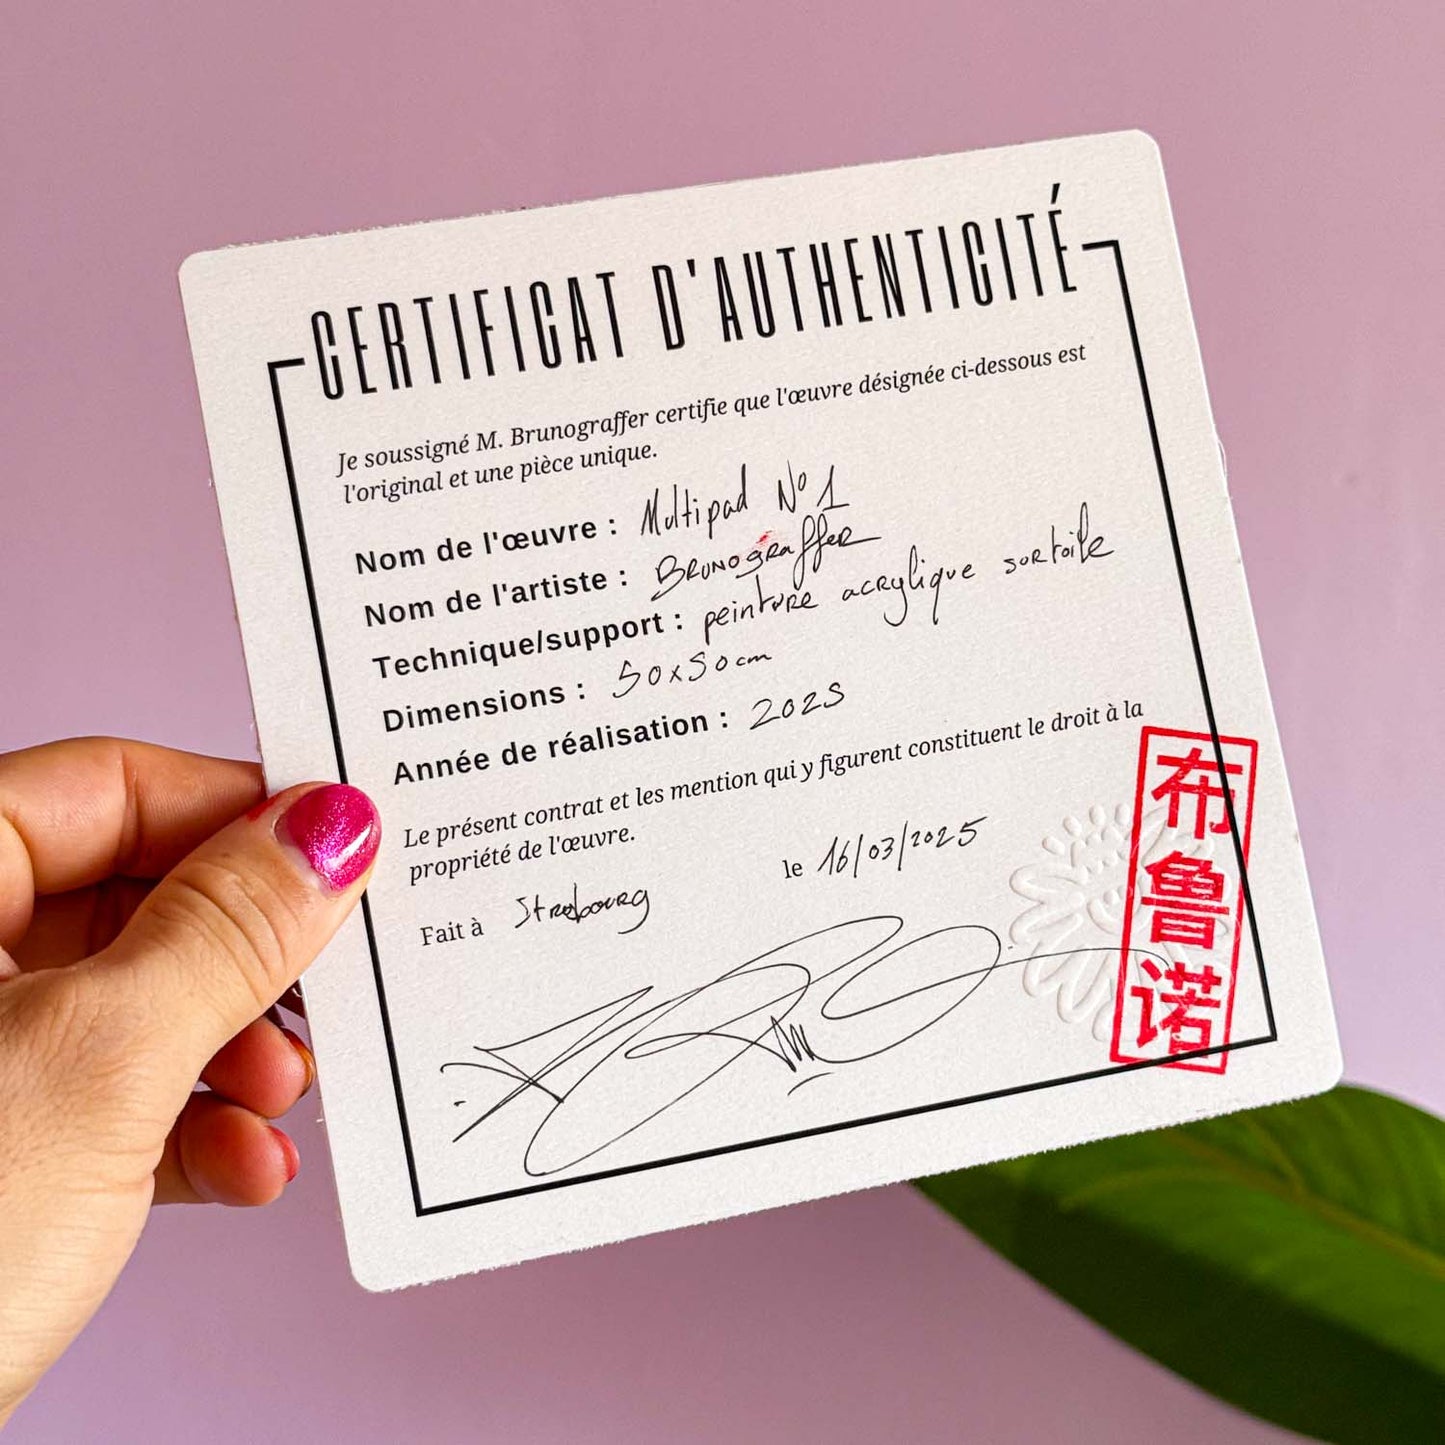 CERTIFICAT D'AUTHENTICITÉ
Je soussigné M. Brunograffer certifie que l'œuvre désignée ci-dessous est
l'original et une pièce unique.
Nom de l'œuvre : Multipad N° 1
Nom de l'artiste : Brunograffer
Technique/support : peinture acrylique sur toile
Dimensions : 50x50cm
Année de réalisation : 2025
Le présent contrat et les mention qui y figurent constituent le droit à la
propriété de l'œuvre.
Fait à Strasbourg le 16/03/2025
布鲁诺